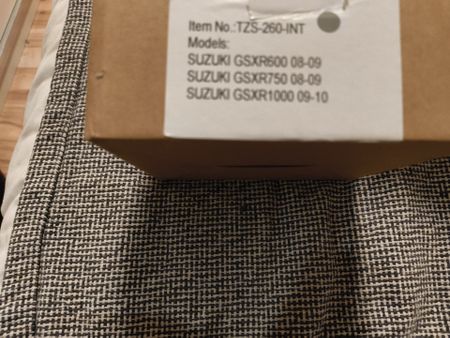 Item No.:TZS-260-INT
Models:
SUZUKI GSXR600 08-09
SUZUKI GSXR750 08-09
SUZUKI GSXR1000 09-10